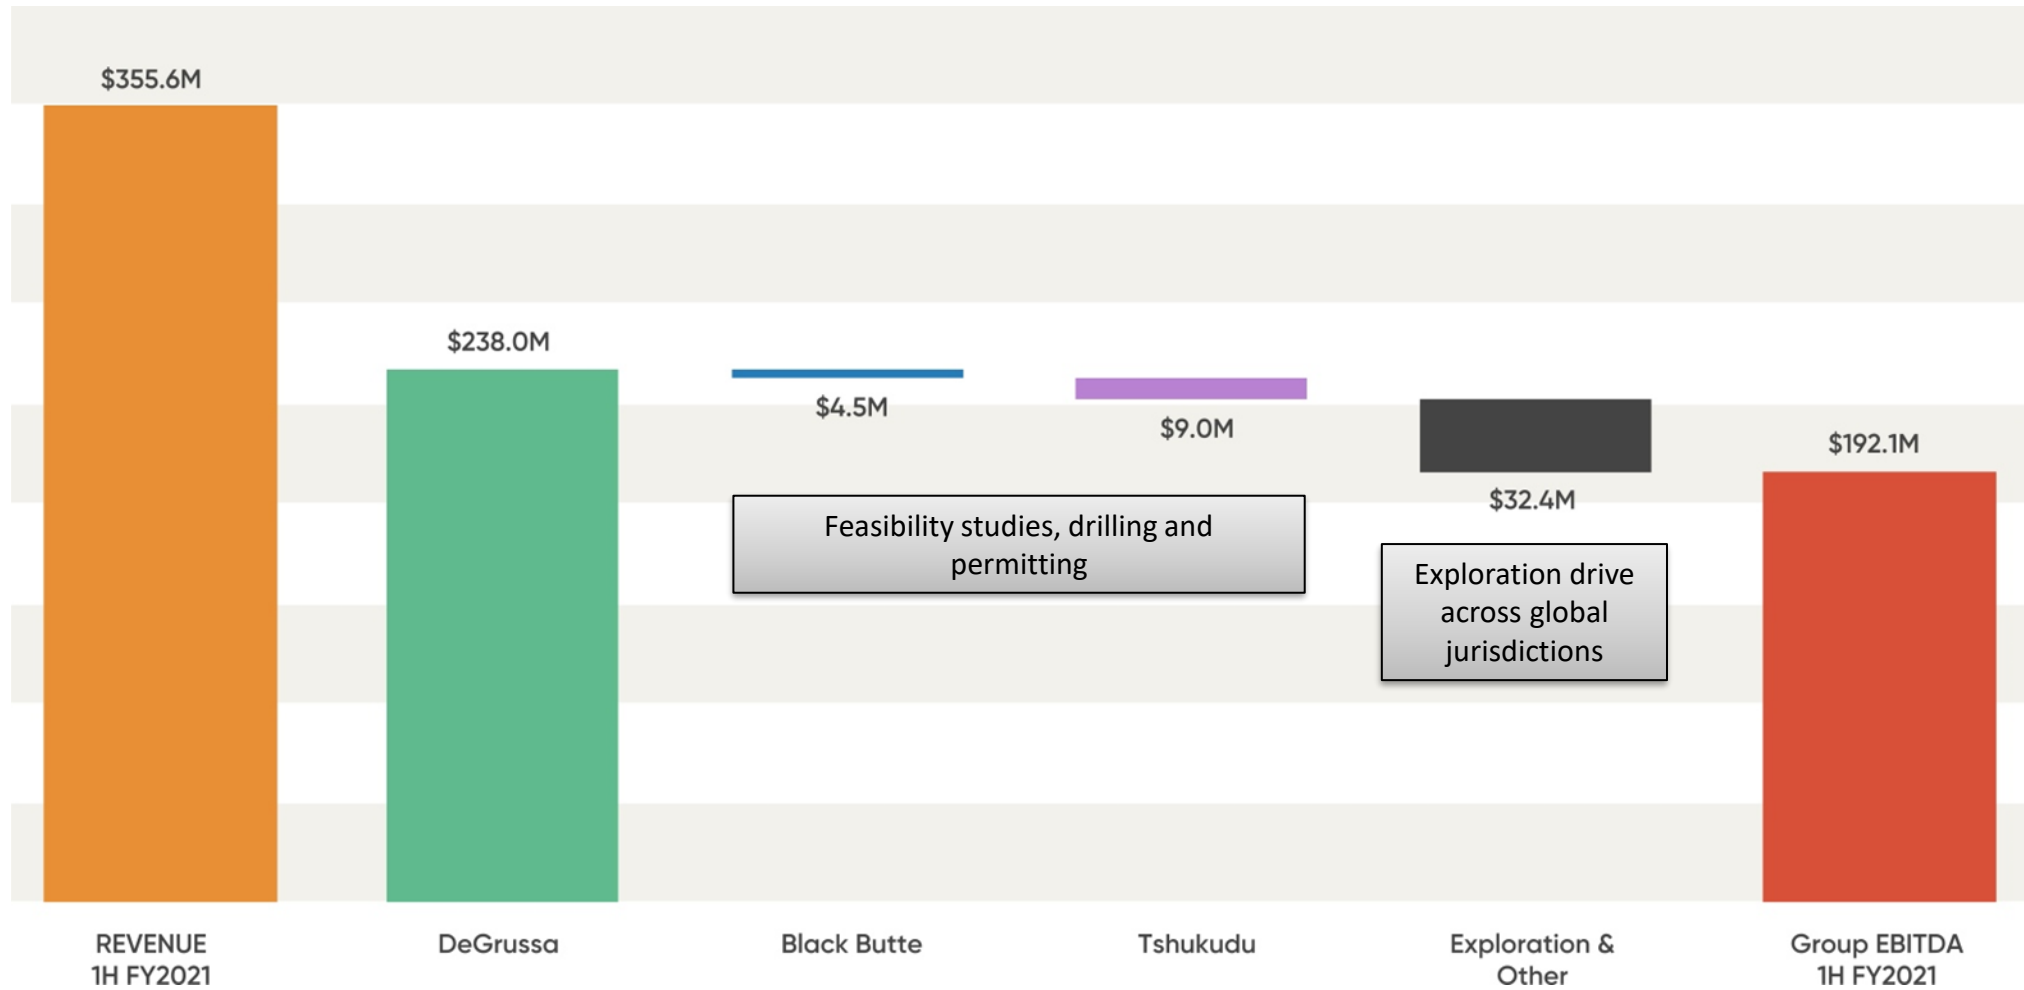 $355.6M
$238.0M
$4.5M
$9.0M
$32.4M
$192.1M
Feasibility studies, drilling and
permitting
Exploration drive
across global
jurisdictions
REVENUE
1H FY2021
DeGrussa
Black Butte
Tshukudu
Exploration &
Other
Group EBITDA
1H FY2021